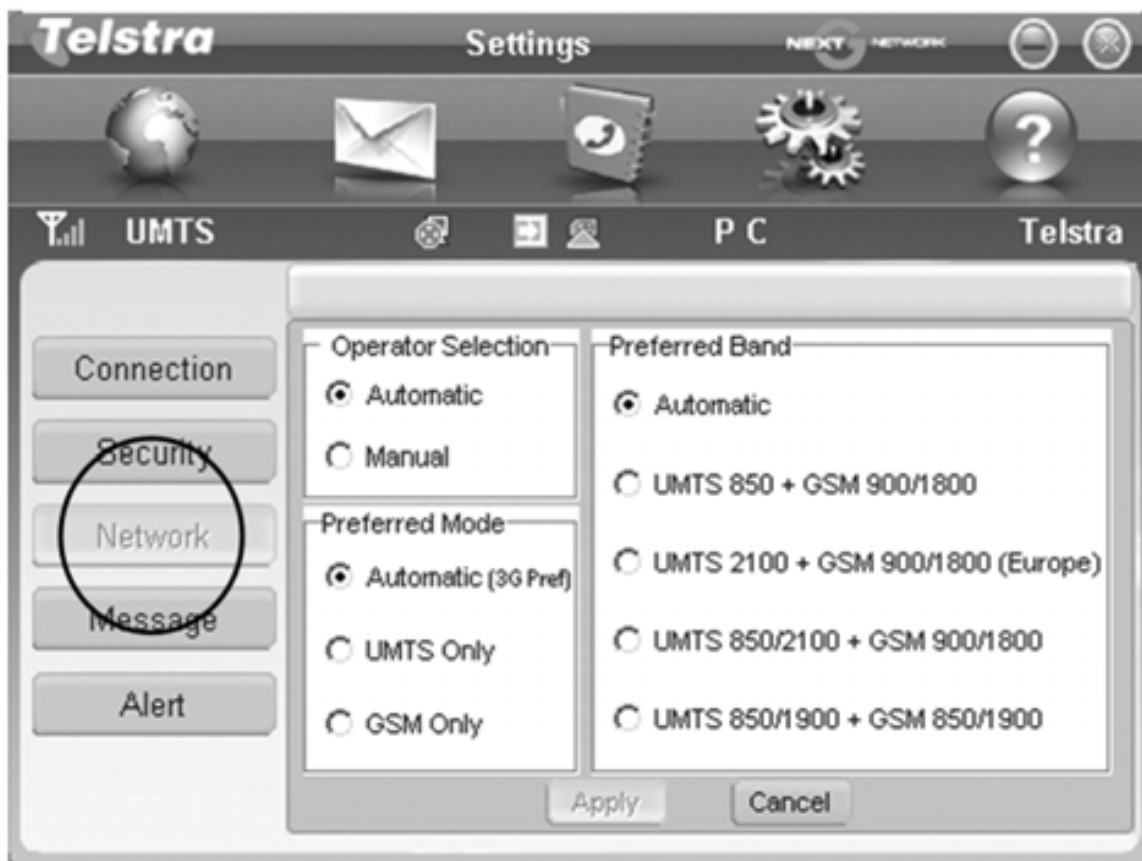 Telstra
Settings
NEXT G NETWORK
?
UMTS
P C
Telstra
Connection
Security
Network
Message
Alert
Operator Selection
Automatic
Manual
Preferred Mode
Automatic (3G Pref)
UMTS Only
GSM Only
Preferred Band
Automatic
UMTS 850 + GSM 900/1800
UMTS 2100 + GSM 900/1800 (Europe)
UMTS 850/2100 + GSM 900/1800
UMTS 850/1900 + GSM 850/1900
Apply
Cancel